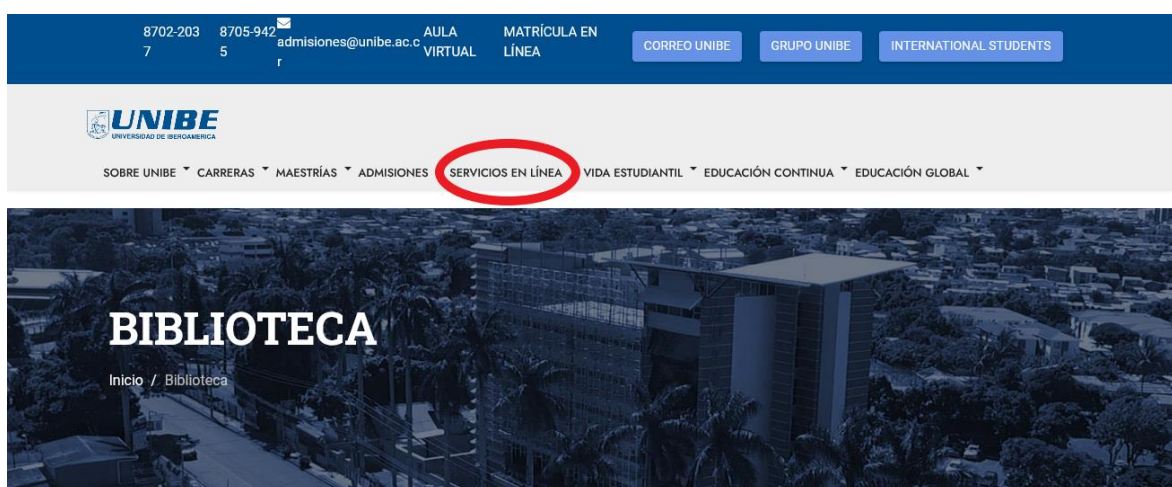 8702-203
7
8705-942
5
admisiones@unibe.ac.c
r
AULA
VIRTUAL
MATRÍCULA EN
LÍNEA
CORREO UNIBE
GRUPO UNIBE
INTERNATIONAL STUDENTS
UNIBE
UNIVERSIDAD DE IBEROAMERICA
SOBRE UNIBE CARRERAS MAESTRÍAS ADMISIONES SERVICIOS EN LÍNEA VIDA ESTUDIANTIL EDUCACIÓN CONTINUA EDUCACIÓN GLOBAL
BIBLIOTECA
Inicio / Biblioteca